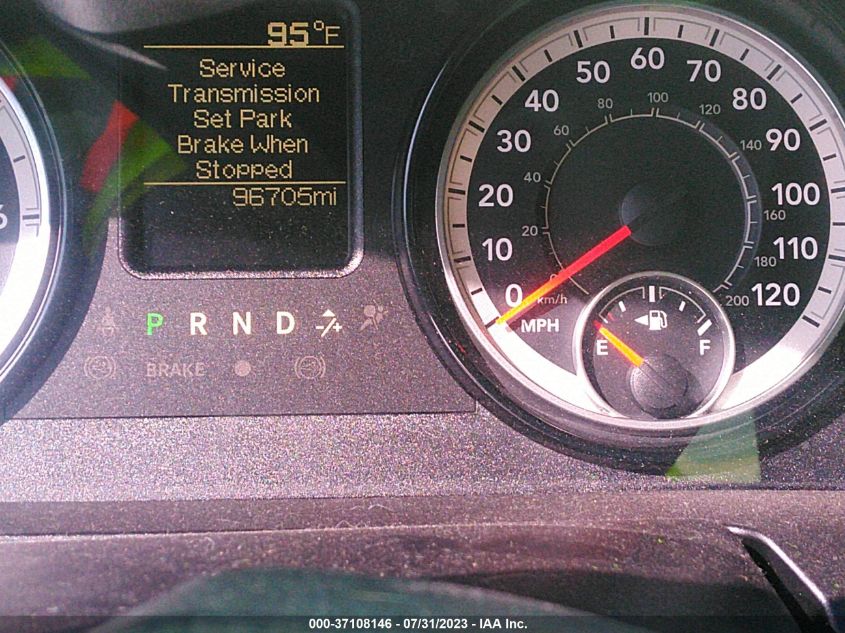 95°F
Service
Transmission
Set Park
Brake When
Stopped
96705mi
6
P R N D -/+
BRAKE
0 10 20 30 40 50 60 70 80 90 100 110 120
MPH
20 40 60 80 100 120 140 160 180 200
km/h
E F
000-37108146 - 07/31/2023 - IAA Inc.